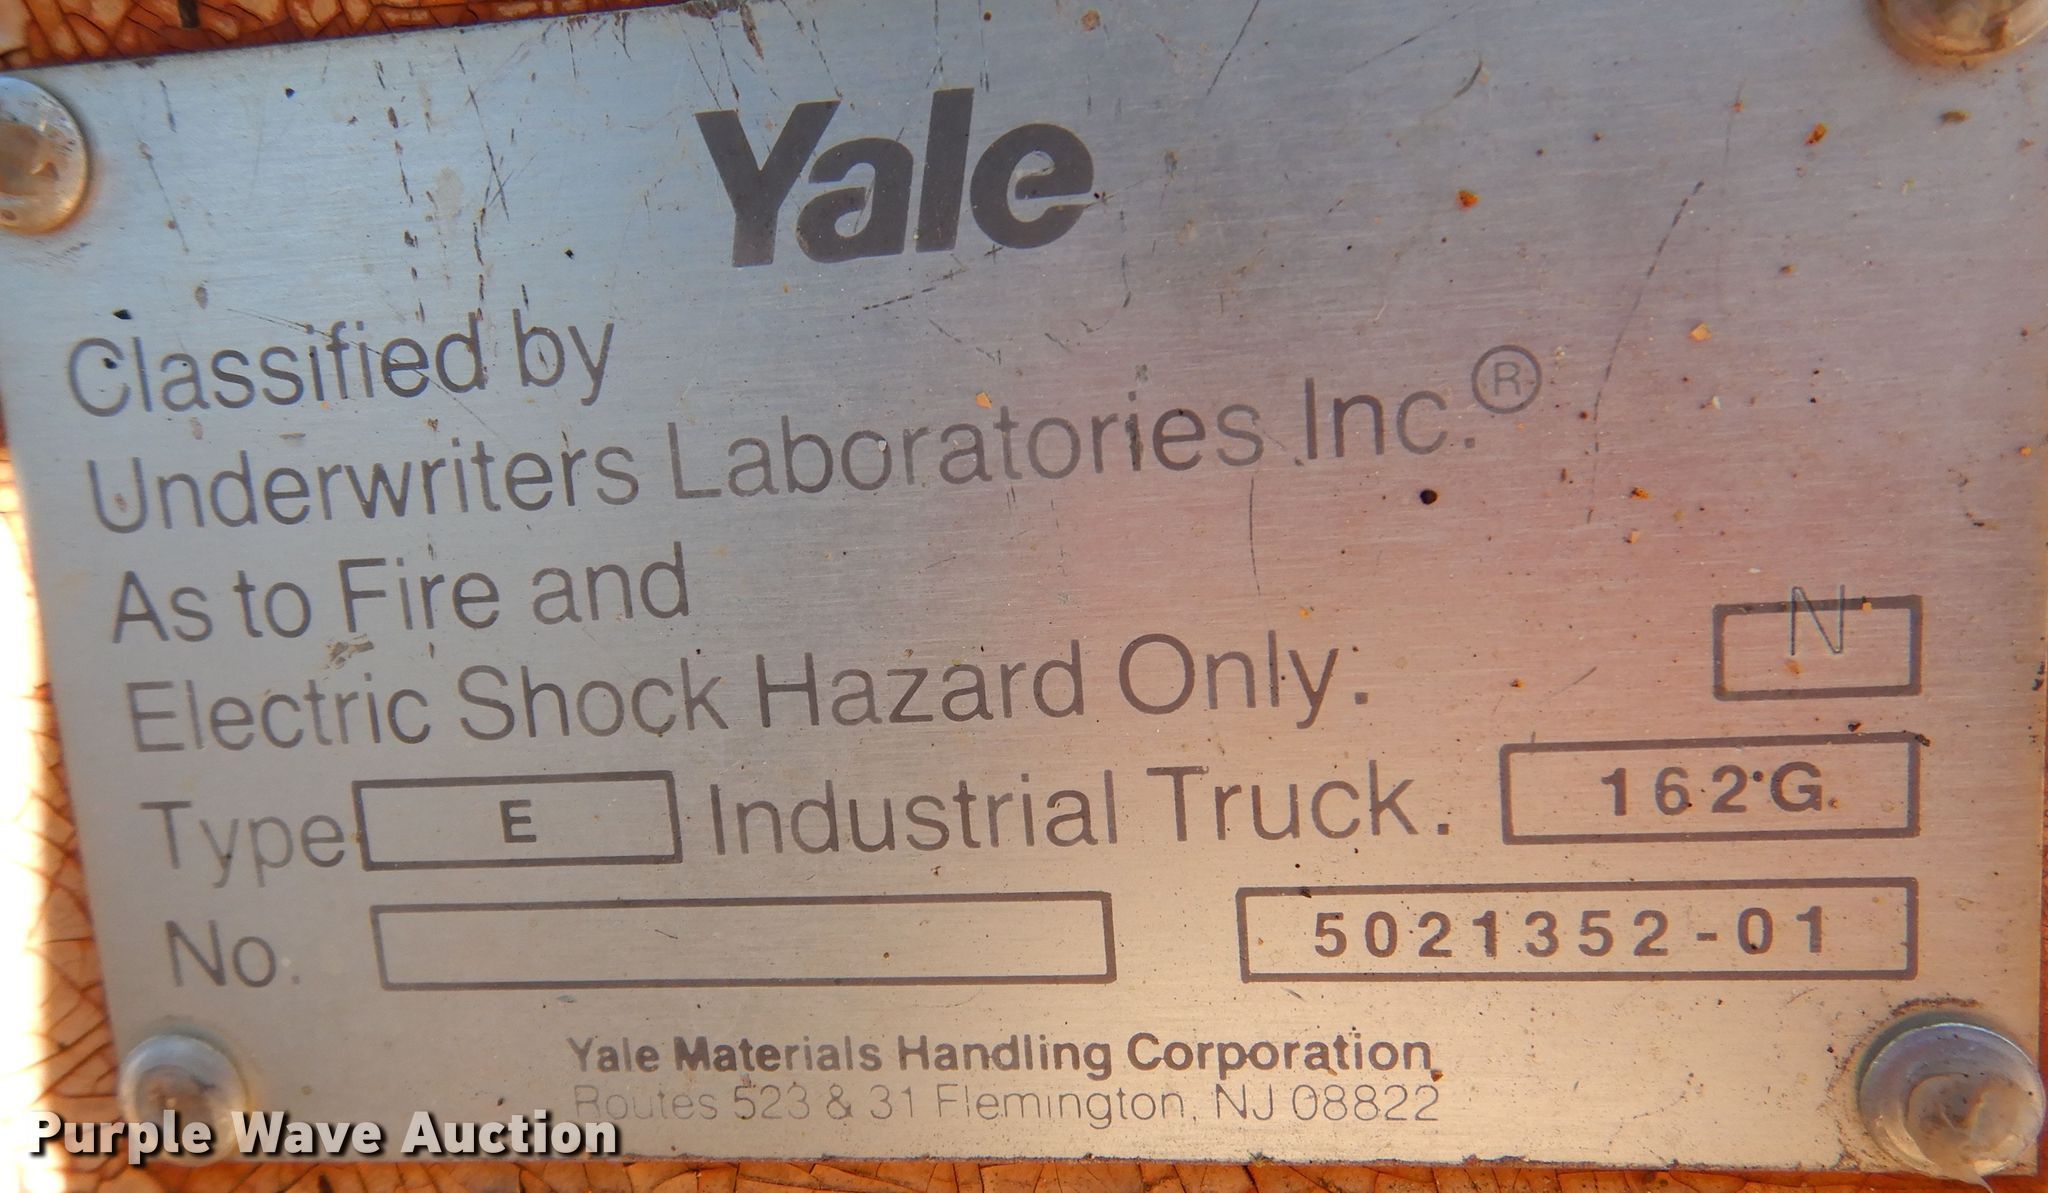 Yale
Classified by
Underwriters Laboratories Inc.®
As to Fire and
Electric Shock Hazard Only.
N
Type E Industrial Truck. 162G
No. 5021352-01
Yale Materials Handling Corporation
Routes 523 & 31 Flemington, NJ 08822
Purple Wave Auction